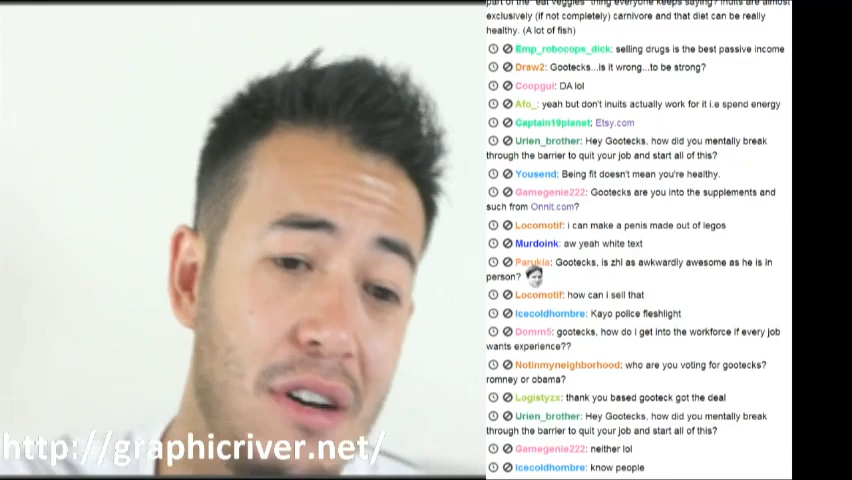 part of the "eat veggies" thing everyone keeps saying? Inuits are almost
exclusively (if not completely) carnivore and that diet can be really
healthy. (A lot of fish)
Emp_robocops_dick: selling drugs is the best passive income
Draw2: Gootecks...is it wrong...to be strong?
Coopgui: DA lol
Afo_: yeah but don't inuits actually work for it i.e spend energy
Captain19planet: Etsy.com
Urien_brother: Hey Gootecks, how did you mentally break
through the barrier to quit your job and start all of this?
Yousend: Being fit doesn't mean you're healthy.
Gamegenie222: Gootecks are you into the supplements and
such from Onnit.com?
Locomotif: i can make a penis made out of legos
Murdoink: aw yeah white text
Parukia: Gootecks, is zhi as awkwardly awesome as he is in
person?
Locomotif: how can i sell that
Icecoldhombre: Kayo police fleshlight
Domm5: gootecks, how do i get into the workforce if every job
wants experience??
Notinmyneighborhood: who are you voting for gootecks?
romney or obama?
Logistyzx: thank you based gooteck got the deal
Urien_brother: Hey Gootecks, how did you mentally break
through the barrier to quit your job and start all of this?
Gamegenie222: neither lol
Icecoldhombre: know people
http://graphicriver.net/